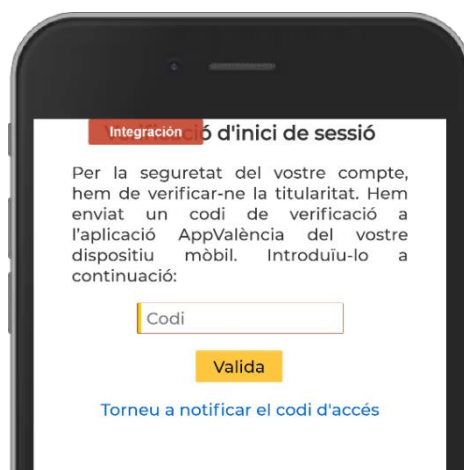 Integración ó d'inici de sessió
Per la seguretat del vostre compte,
hem de verificar-ne la titularitat. Hem
enviat un codi de verificació a
l'aplicació AppValència del vostre
dispositiu mòbil. Introduïu-lo a
continuació:
Codi
Valida
Torneu a notificar el codi d'accés